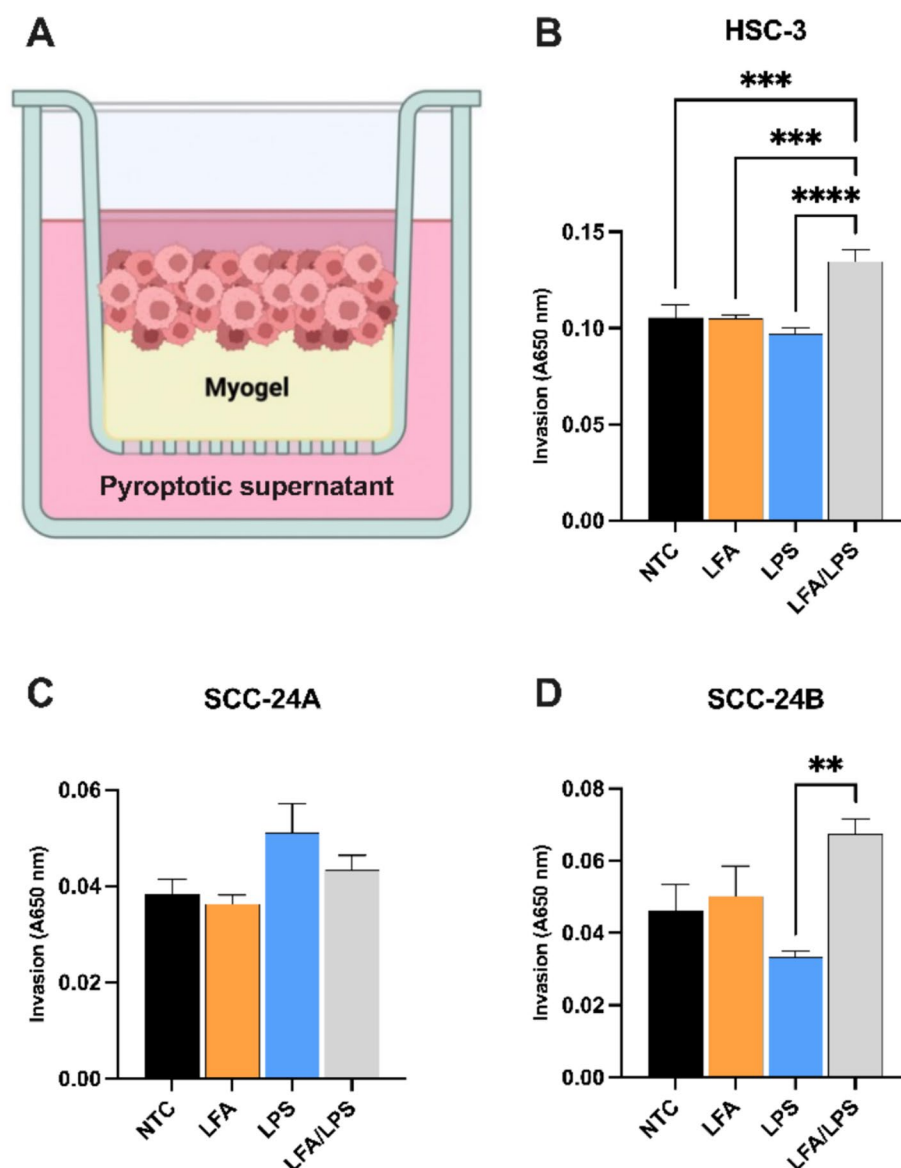 A
Myogel
Pyroptotic supernatant
B
HSC-3
***
***
****
Invasion (A650 nm)
0.15
0.10
0.05
0.00
NTC
LFA
LPS
LFA/LPS
C
SCC-24A
Invasion (A650 nm)
0.06
0.04
0.02
0.00
NTC
LFA
LPS
LFA/LPS
D
SCC-24B
**
Invasion (A650 nm)
0.08
0.06
0.04
0.02
0.00
NTC
LFA
LPS
LFA/LPS